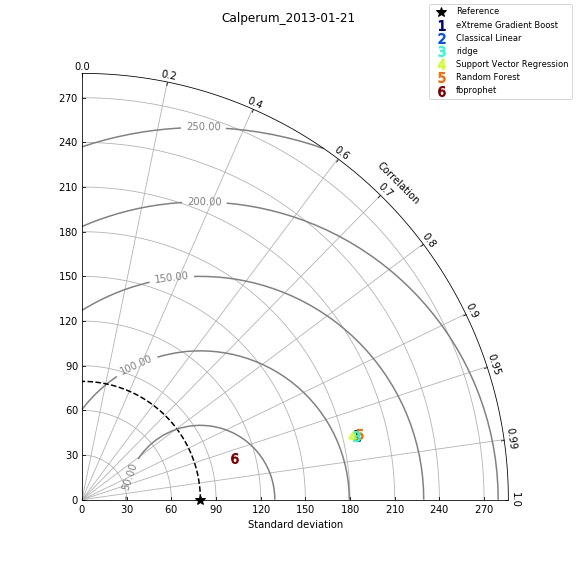 Calperum_2013-01-21
Reference
1 eXtreme Gradient Boost
2 Classical Linear
3 ridge
4 Support Vector Regression
5 Random Forest
6 fbprophet
0.0
0.2
0.4
0.6
Correlation
0.7
0.8
0.9
0.95
0.99
1.0
270
240
210
180
150
120
90
60
30
0
250.00
200.00
150.00
100.00
50.00
4
3
5
6
0 30 60 90 120 150 180 210 240 270
Standard deviation